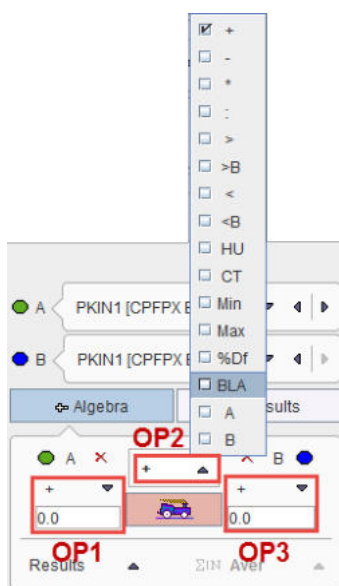 +
-
*
:
>
>B
<
<B
HU
CT
Min
Max
%Df
BLA
A
B
A PKIN1 [CPFPX E
B PKIN1 [CPFPX E
Algebra sults
OP2
A + B
+ +
0.0 0.0
OP1 OP3
Results ΣIN Aver